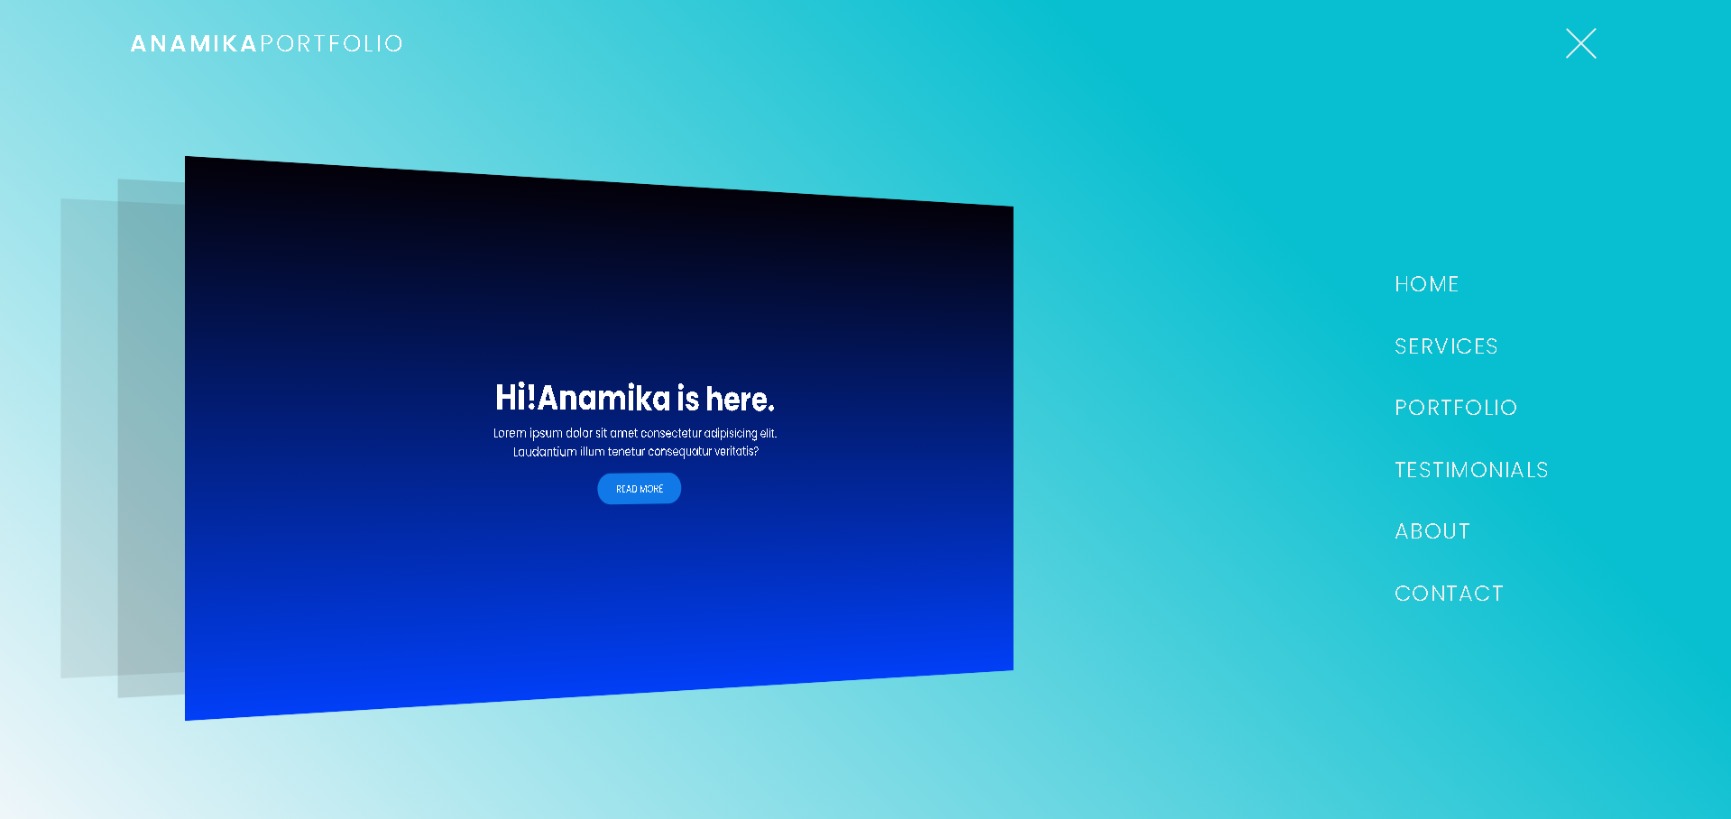 ANAMIKAPORTFOLIO
Hi!Anamika is here.
Lorem ipsum dolor sit amet consectetur adipisicing elit.
Laudantium illum tenetur consequatur veritatis?
READ MORE
HOME
SERVICES
PORTFOLIO
TESTIMONIALS
ABOUT
CONTACT